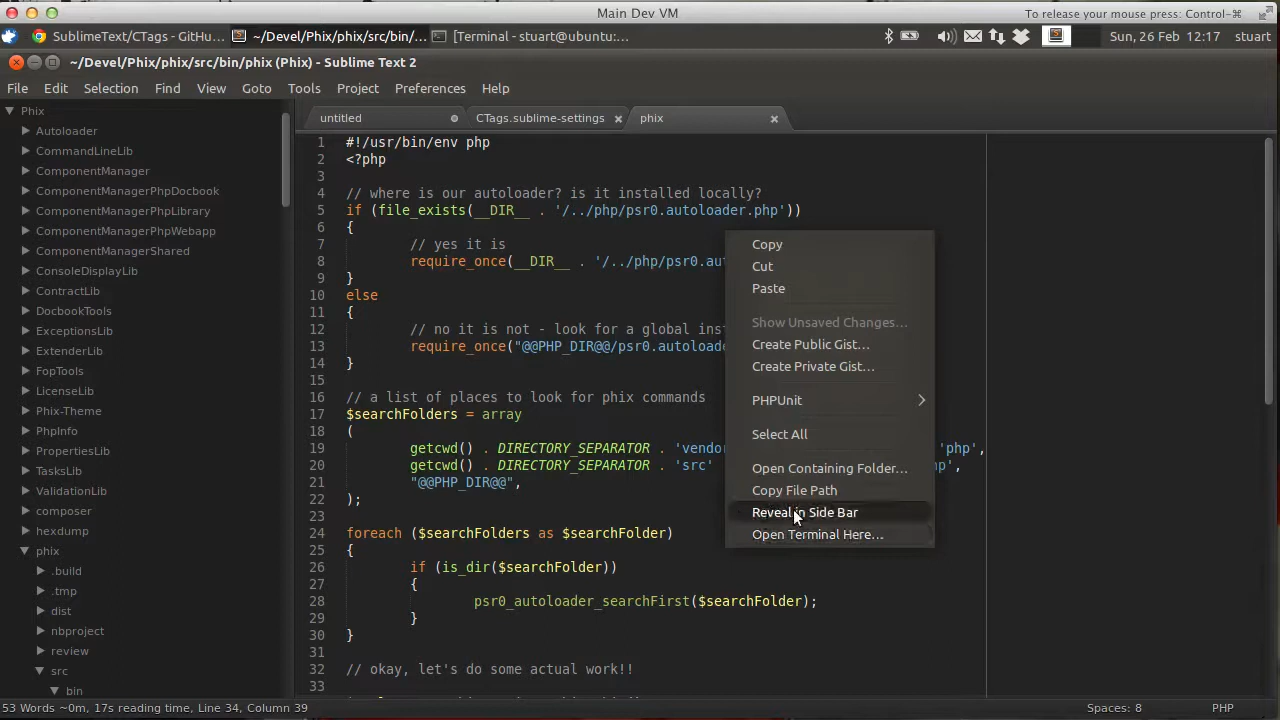 Main Dev VM
To release your mouse press: Control-⌘
SublimeText/CTags - GitHu...
~/Devel/Phix/phix/src/bin/...
[Terminal - stuart@ubuntu:...
Sun, 26 Feb 12:17
stuart
~/Devel/Phix/phix/src/bin/phix (Phix) - Sublime Text 2
File Edit Selection Find View Goto Tools Project Preferences Help
Phix
Autoloader
CommandLineLib
ComponentManager
ComponentManagerPhpDocbook
ComponentManagerPhpLibrary
ComponentManagerPhpWebapp
ComponentManagerShared
ConsoleDisplayLib
ContractLib
DocbookTools
ExceptionsLib
ExtenderLib
FopTools
LicenseLib
Phix-Theme
PhpInfo
PhpNamespacesLib
TasksLib
ValidationLib
composer
hexdump
phix
.build
.tmp
dist
nbproject
review
src
bin
untitled
CTags.sublime-settings
phix
1 #!/usr/bin/env php
2 <?php
3
4 // where is our autoloader? is it installed locally?
5 if (file_exists(__DIR__ . '/../php/psr0.autoloader.php'))
6 {
7 // yes it is
8 require_once(__DIR__ . '/../php/psr0.aut
9 }
10 else
11 {
12 // no it is not - look for a global inst
13 require_once("@@PHP_DIR@@/psr0.autoloade
14 }
15
16 // a list of places to look for phix commands
17 $searchFolders = array
18 (
19 getcwd() . DIRECTORY_SEPARATOR . 'vendor 'php',
20 getcwd() . DIRECTORY_SEPARATOR . 'src' p',
21 "@@PHP_DIR@@",
22 );
23
24 foreach ($searchFolders as $searchFolder)
25 {
26 if (is_dir($searchFolder))
27 {
28 psr0_autoloader_searchFirst($searchFolder);
29 }
30 }
31
32 // okay, let's do some actual work!!
33
Copy
Cut
Paste
Show Unsaved Changes...
Create Public Gist...
Create Private Gist...
PHPUnit
Select All
Open Containing Folder...
Copy File Path
Reveal in Side Bar
Open Terminal Here...
53 Words ~0m, 17s reading time, Line 34, Column 39
Spaces: 8
PHP